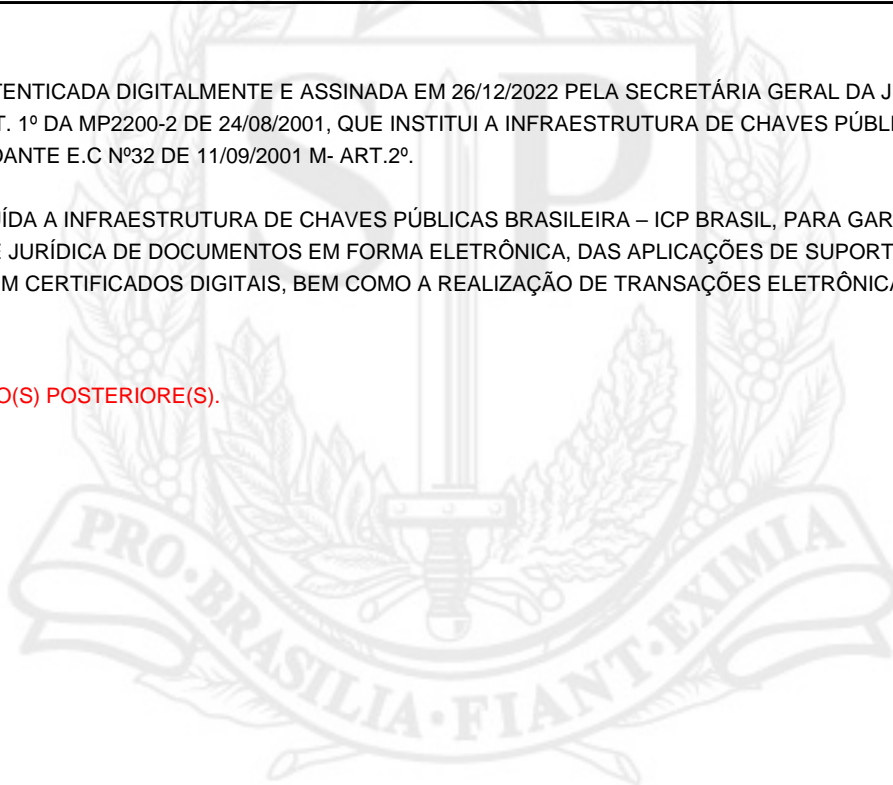 TENTICADA DIGITALMENTE E ASSINADA EM 26/12/2022 PELA SECRETÁRIA GERAL DA J
T. 1º DA MP2200-2 DE 24/08/2001, QUE INSTITUI A INFRAESTRUTURA DE CHAVES PÚBLI
DANTE E.C Nº32 DE 11/09/2001 M- ART.2º.
ÍDA A INFRAESTRUTURA DE CHAVES PÚBLICAS BRASILEIRA – ICP BRASIL, PARA GAR
E JURÍDICA DE DOCUMENTOS EM FORMA ELETRÔNICA, DAS APLICAÇÕES DE SUPORT
M CERTIFICADOS DIGITAIS, BEM COMO A REALIZAÇÃO DE TRANSAÇÕES ELETRÔNICA
O(S) POSTERIORE(S).
SP
PRO·BRASILIA·FIANT·EXIMIA